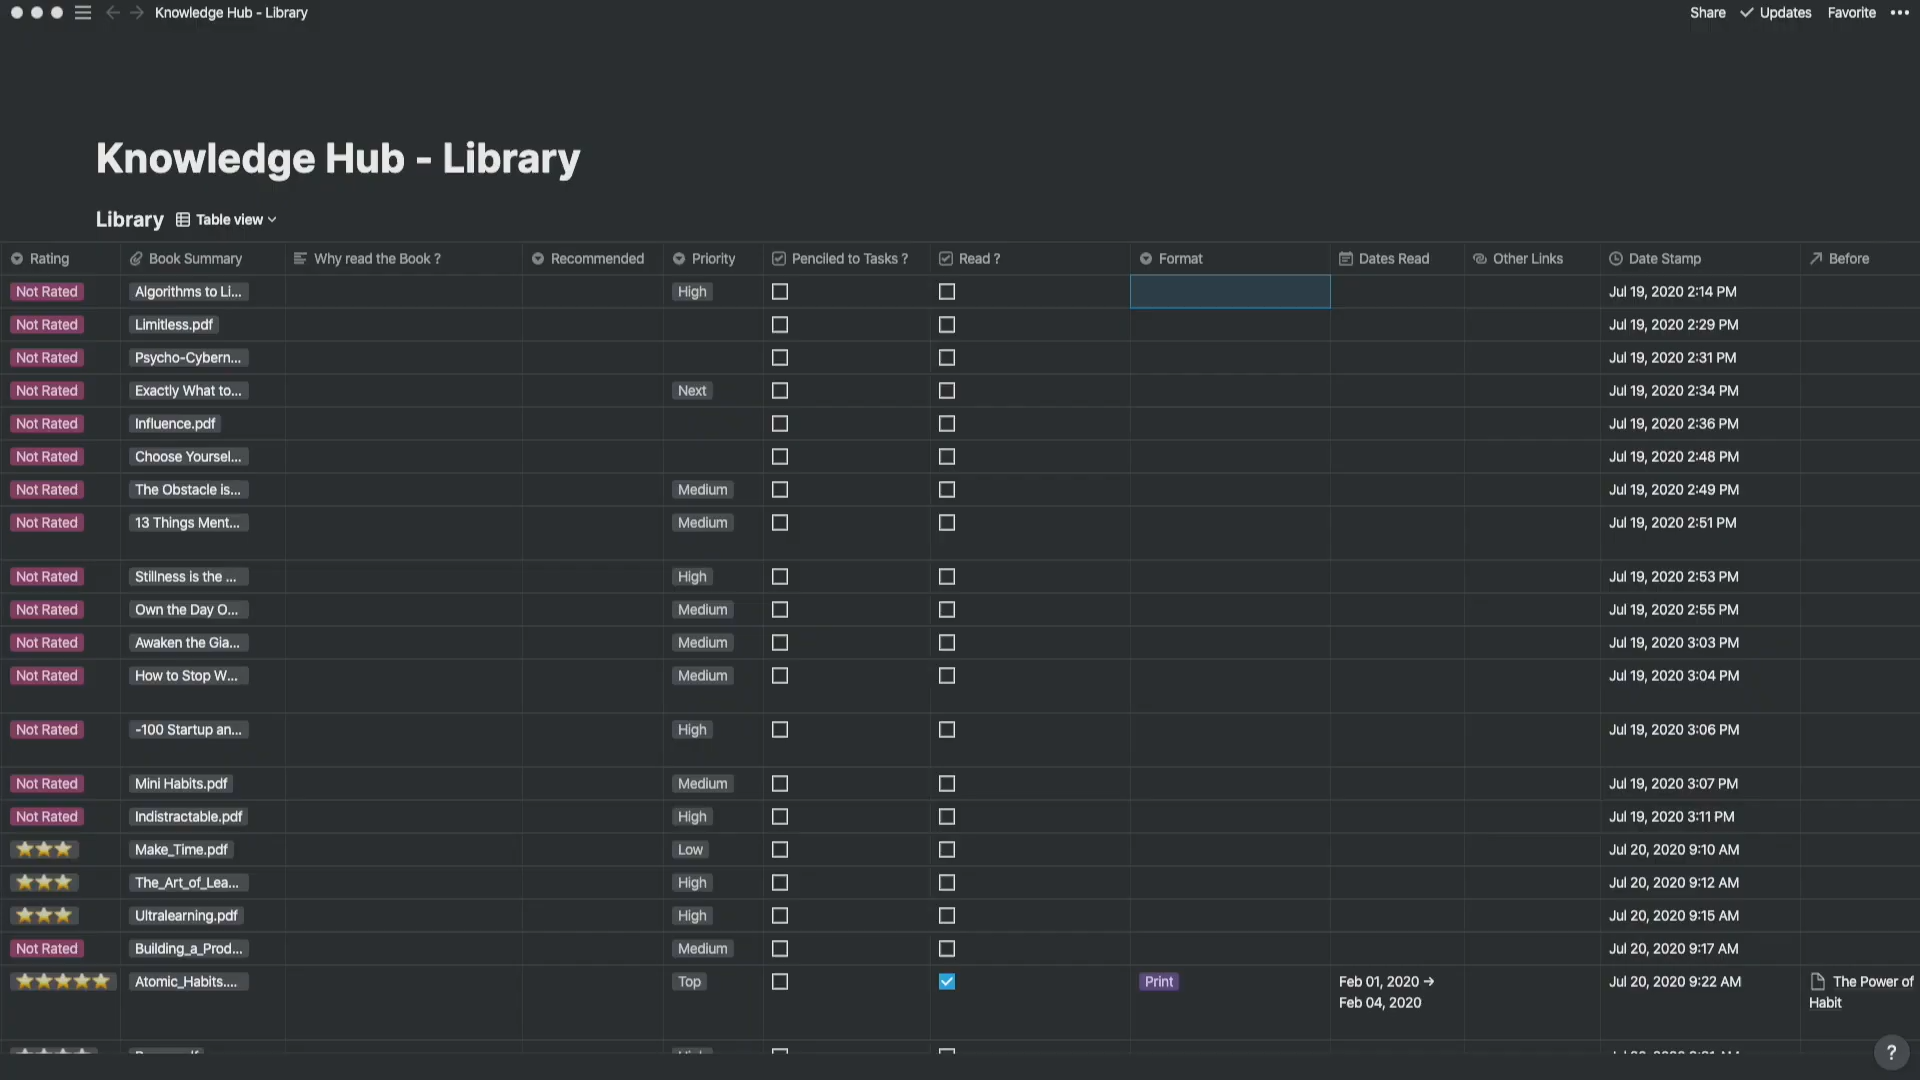 Knowledge Hub - Library
Share Updates Favorite
Knowledge Hub - Library
Library Table view
Rating Book Summary Why read the Book ? Recommended Priority Penciled to Tasks ? Read ? Format Dates Read Other Links Date Stamp Before
Not Rated Algorithms to Li... High Jul 19, 2020 2:14 PM
Not Rated Limitless.pdf Jul 19, 2020 2:29 PM
Not Rated Psycho-Cybern... Jul 19, 2020 2:31 PM
Not Rated Exactly What to... Next Jul 19, 2020 2:34 PM
Not Rated Influence.pdf Jul 19, 2020 2:36 PM
Not Rated Choose Yoursel... Jul 19, 2020 2:48 PM
Not Rated The Obstacle is... Medium Jul 19, 2020 2:49 PM
Not Rated 13 Things Ment... Medium Jul 19, 2020 2:51 PM
Not Rated Stillness is the ... High Jul 19, 2020 2:53 PM
Not Rated Own the Day O... Medium Jul 19, 2020 2:55 PM
Not Rated Awaken the Gia... Medium Jul 19, 2020 3:03 PM
Not Rated How to Stop W... Medium Jul 19, 2020 3:04 PM
Not Rated -100 Startup an... High Jul 19, 2020 3:06 PM
Not Rated Mini Habits.pdf Medium Jul 19, 2020 3:07 PM
Not Rated Indistractable.pdf High Jul 19, 2020 3:11 PM
Make_Time.pdf Low Jul 20, 2020 9:10 AM
The_Art_of_Lea... High Jul 20, 2020 9:12 AM
Ultralearning.pdf High Jul 20, 2020 9:15 AM
Not Rated Building_a_Prod... Medium Jul 20, 2020 9:17 AM
Atomic_Habits.... Top Print Feb 01, 2020 → Jul 20, 2020 9:22 AM The Power of
Feb 04, 2020 Habit
?